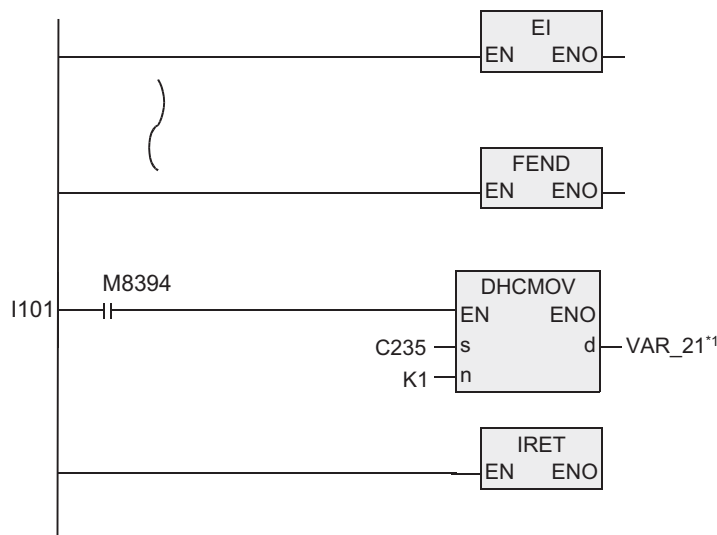 EI
EN ENO
FEND
EN ENO
M8394
I101
DHCMOV
EN ENO
C235 s d VAR_21*1
K1 n
IRET
EN ENO